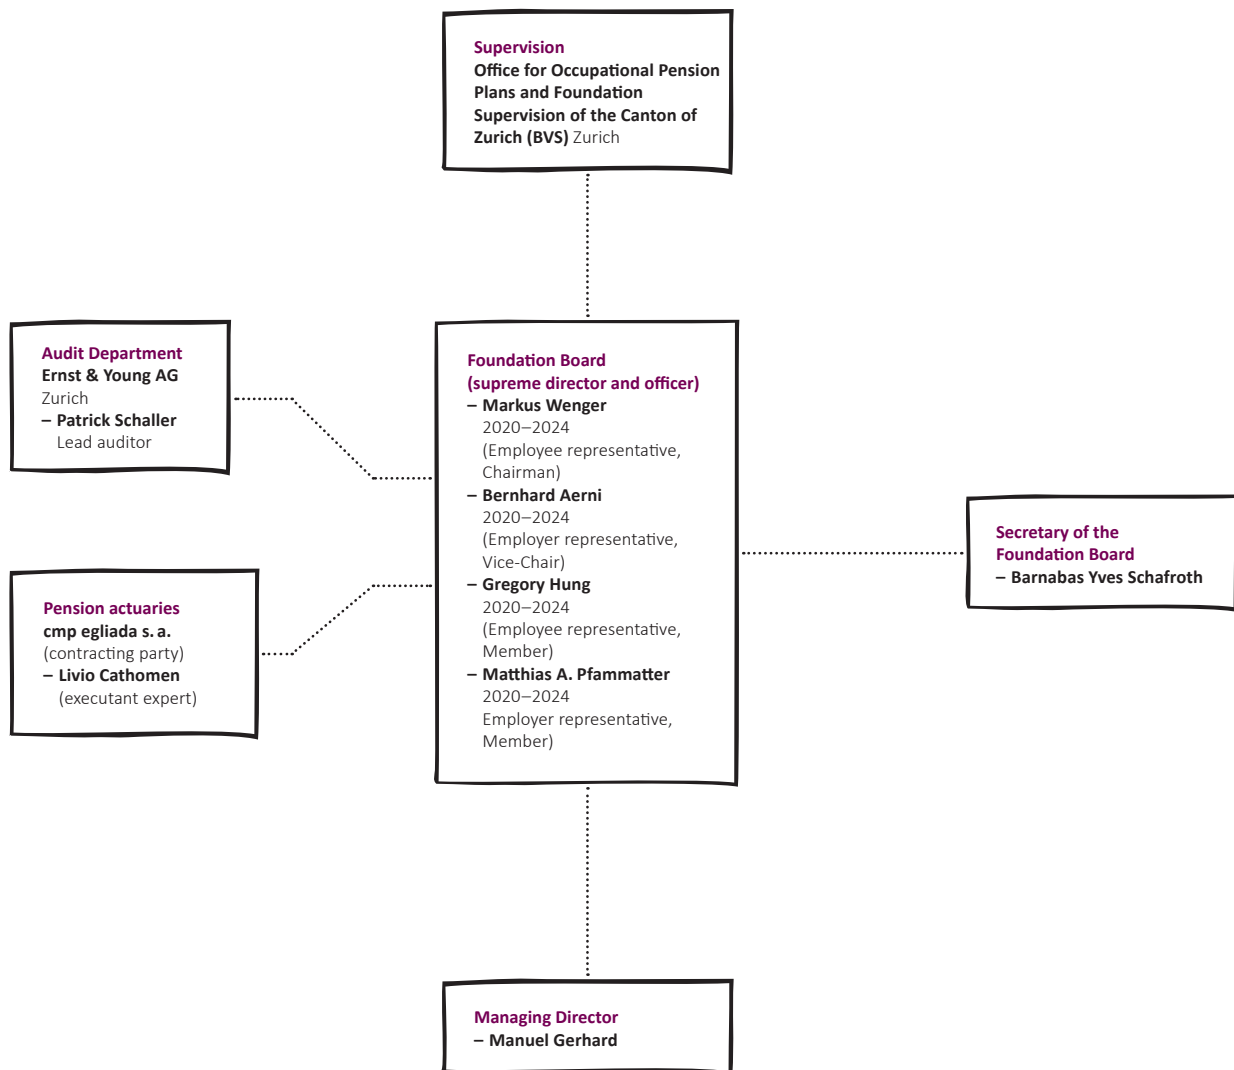 Supervision
Office for Occupational Pension
Plans and Foundation
Supervision of the Canton of
Zurich (BVS) Zurich
Audit Department
Ernst & Young AG
Zurich
– Patrick Schaller
Lead auditor
Pension actuaries
cmp egliada s. a.
(contracting party)
– Livio Cathomen
(executant expert)
Foundation Board
(supreme director and officer)
– Markus Wenger
2020–2024
(Employee representative,
Chairman)
– Bernhard Aerni
2020–2024
(Employer representative,
Vice-Chair)
– Gregory Hung
2020–2024
(Employee representative,
Member)
– Matthias A. Pfammatter
2020–2024
Employer representative,
Member)
Secretary of the
Foundation Board
– Barnabas Yves Schafroth
Managing Director
– Manuel Gerhard